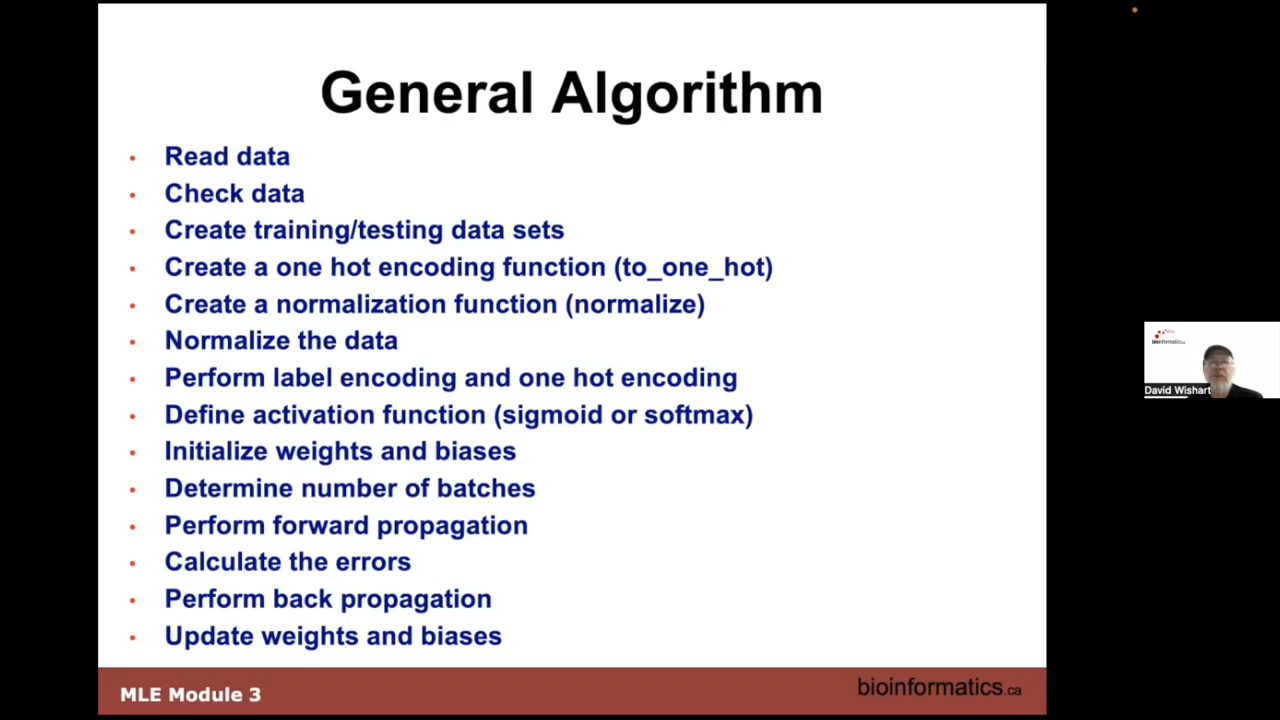 General Algorithm
• Read data
• Check data
• Create training/testing data sets
• Create a one hot encoding function (to_one_hot)
• Create a normalization function (normalize)
• Normalize the data
• Perform label encoding and one hot encoding
• Define activation function (sigmoid or softmax)
• Initialize weights and biases
• Determine number of batches
• Perform forward propagation
• Calculate the errors
• Perform back propagation
• Update weights and biases
MLE Module 3
bioinformatics.ca
bioinformatics.ca
David Wishart